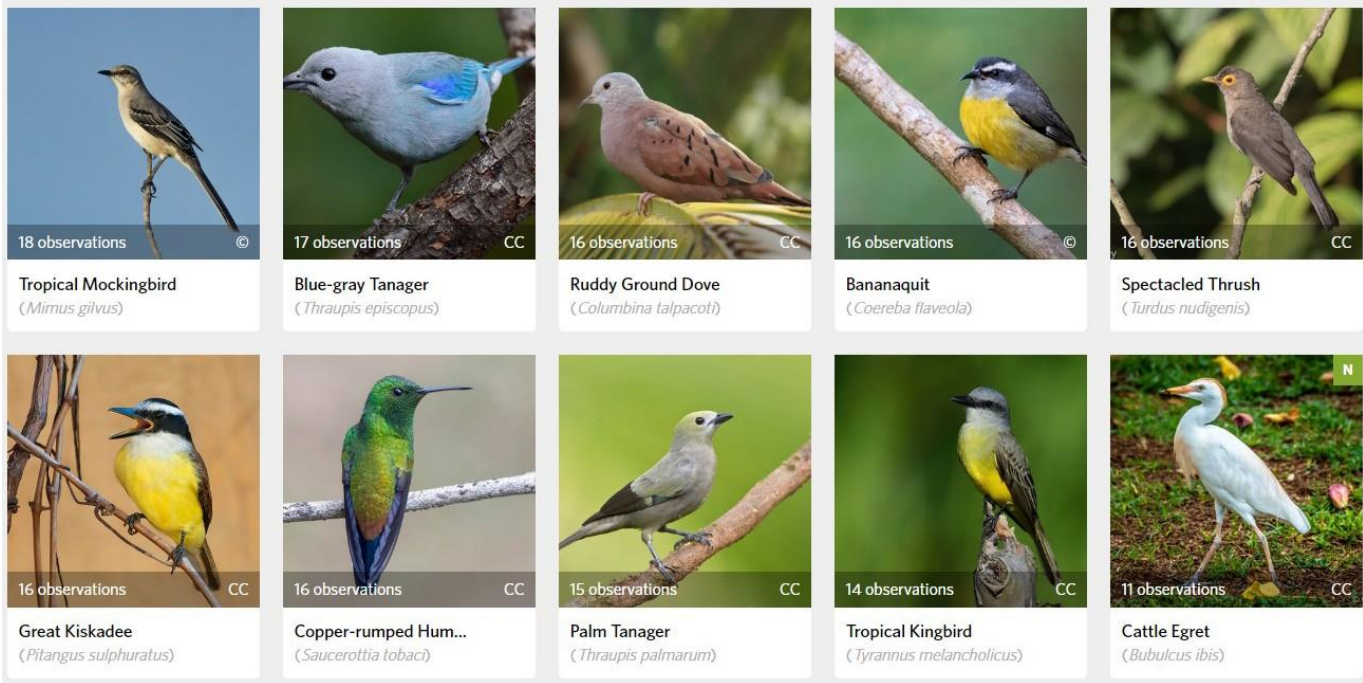 18 observations ©
Tropical Mockingbird
(Mimus gilvus)
17 observations CC
Blue-gray Tanager
(Thraupis episcopus)
16 observations CC
Ruddy Ground Dove
(Columbina talpacoti)
16 observations ©
Bananaquit
(Coereba flaveola)
16 observations CC
Spectacled Thrush
(Turdus nudigenis)
16 observations CC
Great Kiskadee
(Pitangus sulphuratus)
16 observations CC
Copper-rumped Hum...
(Saucerottia tobaci)
15 observations CC
Palm Tanager
(Thraupis palmarum)
14 observations CC
Tropical Kingbird
(Tyrannus melancholicus)
N
11 observations CC
Cattle Egret
(Bubulcus ibis)